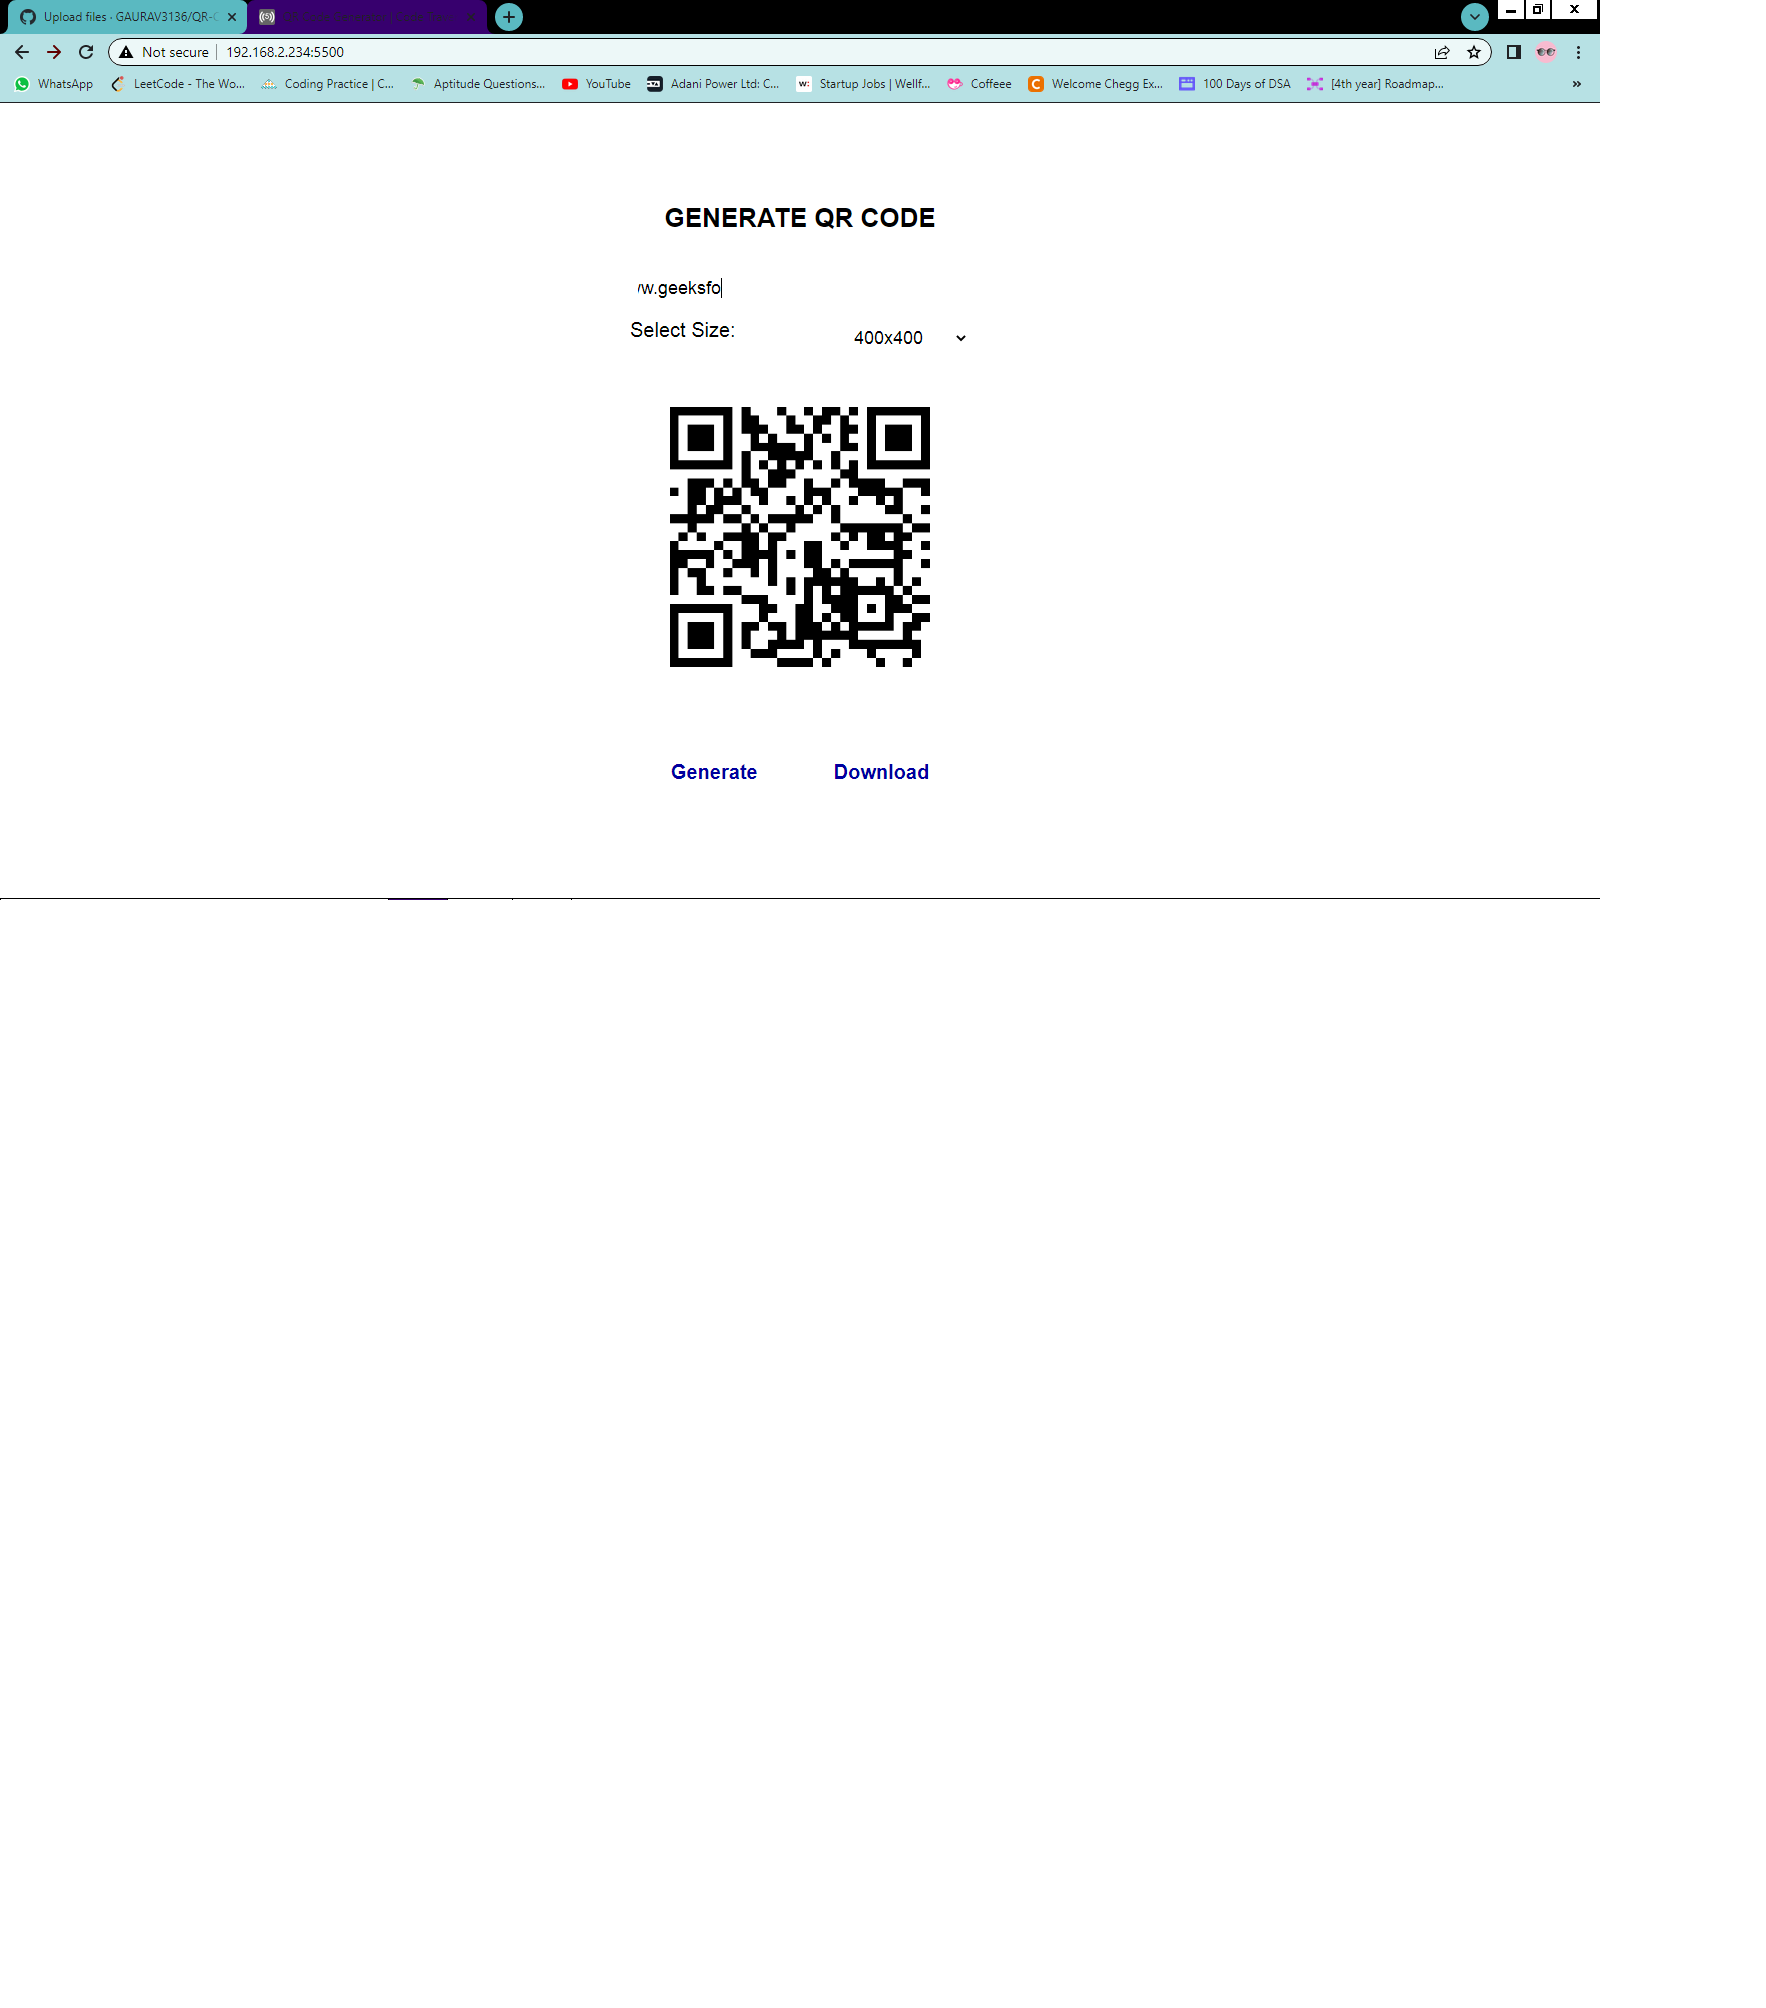 Upload files · GAURAV3136/QR-C
Not secure 192.168.2.234:5500
WhatsApp LeetCode - The Wo... Coding Practice | C... Aptitude Questions... YouTube Adani Power Ltd: C... Startup Jobs | Wellf... Coffeee Welcome Chegg Ex... 100 Days of DSA [4th year] Roadmap... »
GENERATE QR CODE
w.geeksfo
Select Size: 400x400
Generate Download